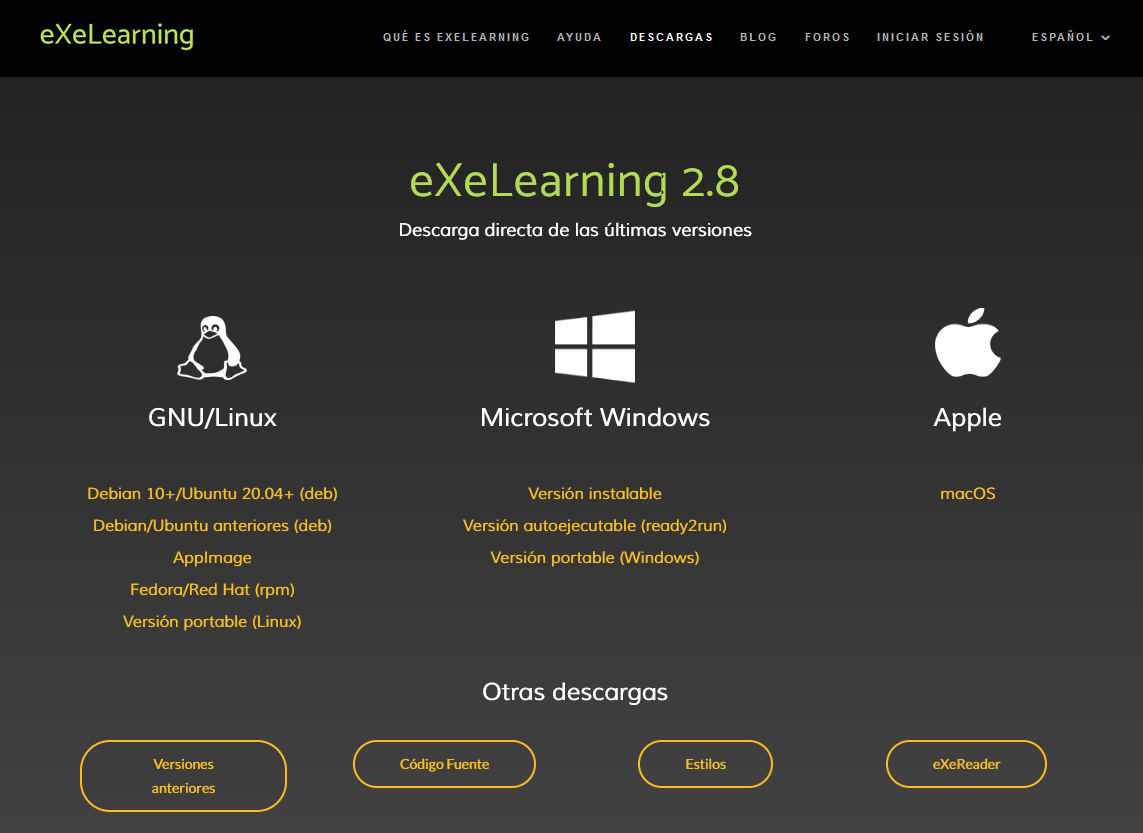 eXeLearning
QUÉ ES EXELEARNING
AYUDA
DESCARGAS
BLOG
FOROS
INICIAR SESIÓN
ESPAÑOL
eXeLearning 2.8
Descarga directa de las últimas versiones
GNU/Linux
Debian 10+/Ubuntu 20.04+ (deb)
Debian/Ubuntu anteriores (deb)
AppImage
Fedora/Red Hat (rpm)
Versión portable (Linux)
Microsoft Windows
Versión instalable
Versión autoejecutable (ready2run)
Versión portable (Windows)
Apple
macOS
Otras descargas
Versiones
anteriores
Código Fuente
Estilos
eXeReader